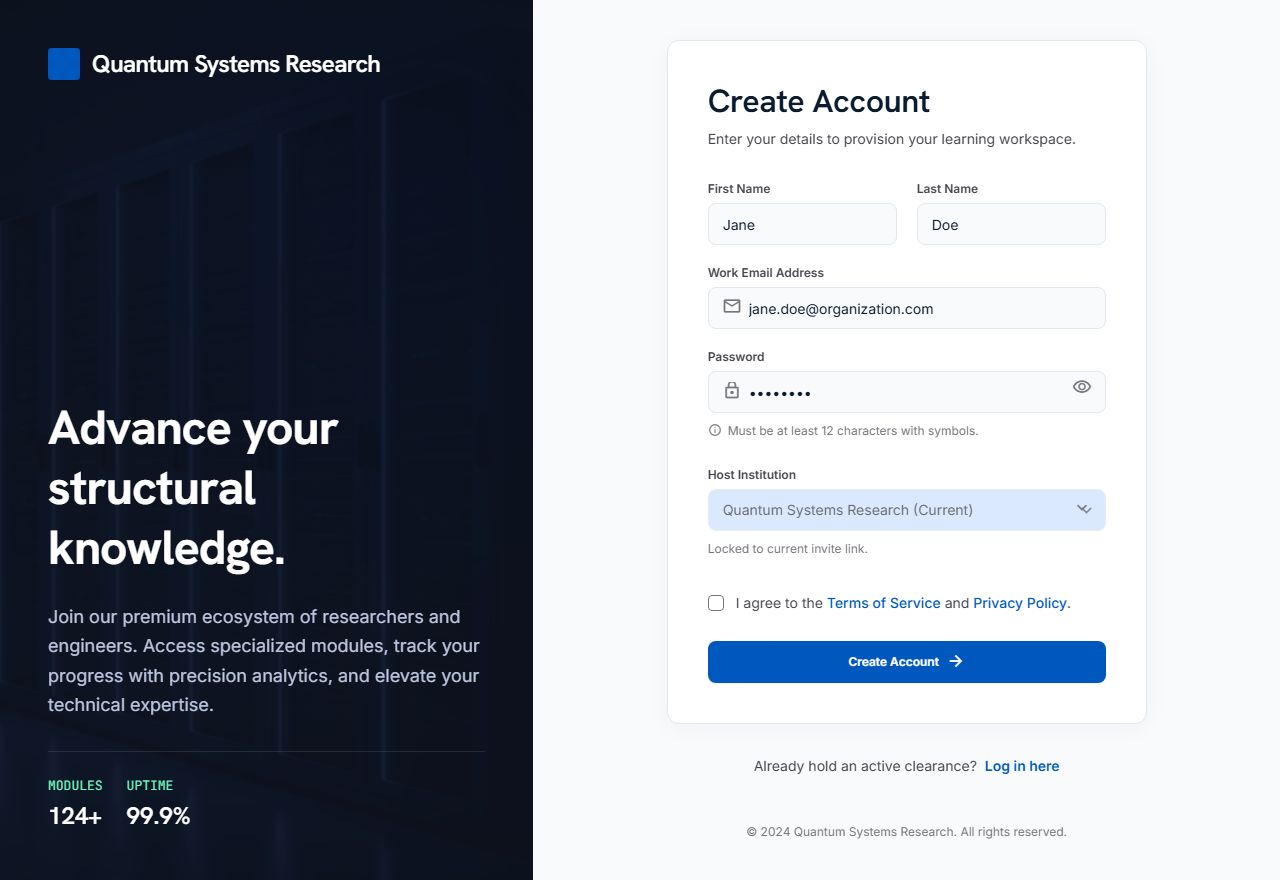 Quantum Systems Research
Advance your
structural
knowledge.
Join our premium ecosystem of researchers and
engineers. Access specialized modules, track your
progress with precision analytics, and elevate your
technical expertise.
MODULES UPTIME
124+ 99.9%
Create Account
Enter your details to provision your learning workspace.
First Name Last Name
Jane Doe
Work Email Address
jane.doe@organization.com
Password
••••••••
Must be at least 12 characters with symbols.
Host Institution
Quantum Systems Research (Current)
Locked to current invite link.
I agree to the Terms of Service and Privacy Policy.
Create Account
Already hold an active clearance? Log in here
© 2024 Quantum Systems Research. All rights reserved.